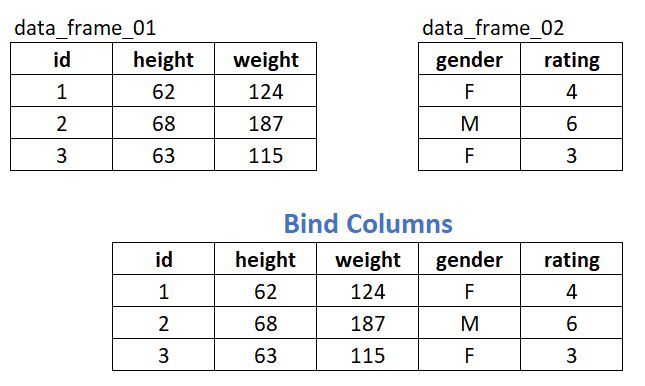 data_frame_01
id height weight
1 62 124
2 68 187
3 63 115
data_frame_02
gender rating
F 4
M 6
F 3
Bind Columns
id height weight gender rating
1 62 124 F 4
2 68 187 M 6
3 63 115 F 3